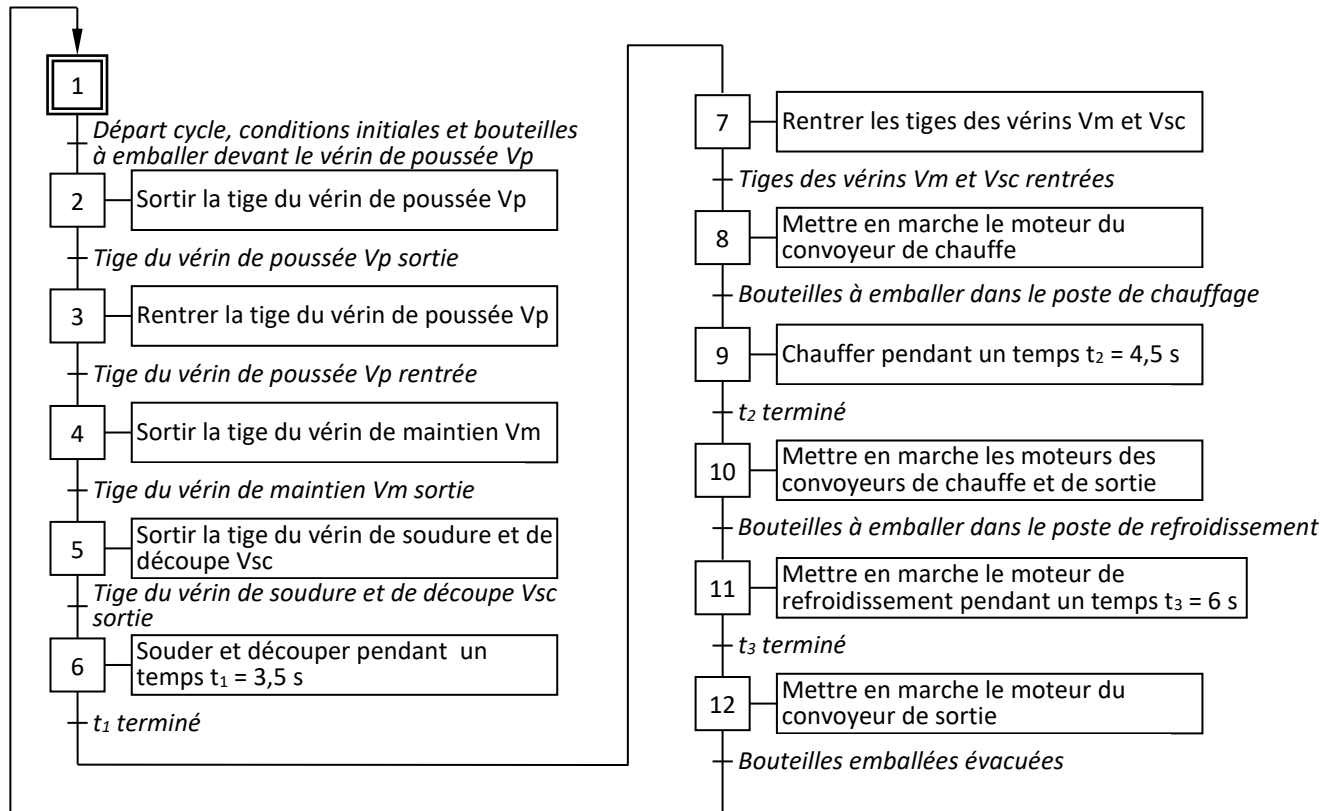 1
Départ cycle, conditions initiales et bouteilles
à emballer devant le vérin de poussée Vp
2
Sortir la tige du vérin de poussée Vp
Tige du vérin de poussée Vp sortie
3
Rentrer la tige du vérin de poussée Vp
Tige du vérin de poussée Vp rentrée
4
Sortir la tige du vérin de maintien Vm
Tige du vérin de maintien Vm sortie
5
Sortir la tige du vérin de soudure et de
découpe Vsc
Tige du vérin de soudure et de découpe Vsc
sortie
6
Souder et découper pendant un
temps t₁ = 3,5 s
t₁ terminé
7
Rentrer les tiges des vérins Vm et Vsc
Tiges des vérins Vm et Vsc rentrées
8
Mettre en marche le moteur du
convoyeur de chauffe
Bouteilles à emballer dans le poste de chauffage
9
Chauffer pendant un temps t₂ = 4,5 s
t₂ terminé
10
Mettre en marche les moteurs des
convoyeurs de chauffe et de sortie
Bouteilles à emballer dans le poste de refroidissement
11
Mettre en marche le moteur de
refroidissement pendant un temps t₃ = 6 s
t₃ terminé
12
Mettre en marche le moteur du
convoyeur de sortie
Bouteilles emballées évacuées